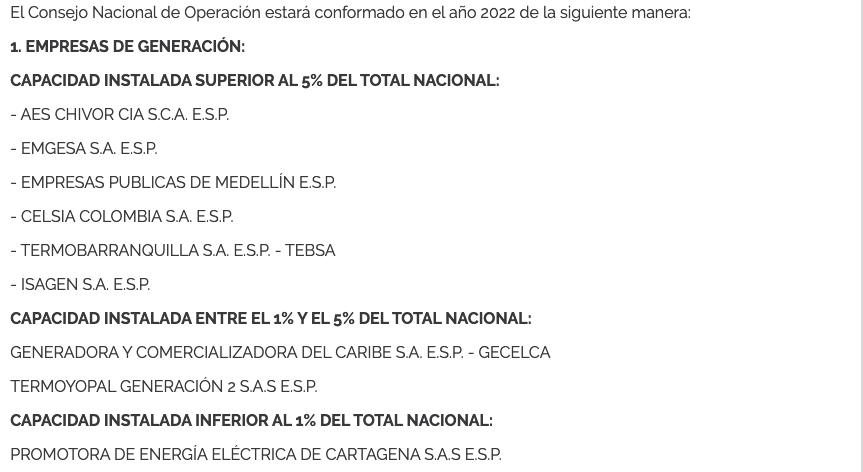 El Consejo Nacional de Operación estará conformado en el año 2022 de la siguiente manera:
1. EMPRESAS DE GENERACIÓN:
CAPACIDAD INSTALADA SUPERIOR AL 5% DEL TOTAL NACIONAL:
- AES CHIVOR CIA S.C.A. E.S.P.
- EMGESA S.A. E.S.P.
- EMPRESAS PUBLICAS DE MEDELLÍN E.S.P.
- CELSIA COLOMBIA S.A. E.S.P.
- TERMOBARRANQUILLA S.A. E.S.P. - TEBSA
- ISAGEN S.A. E.S.P.
CAPACIDAD INSTALADA ENTRE EL 1% Y EL 5% DEL TOTAL NACIONAL:
GENERADORA Y COMERCIALIZADORA DEL CARIBE S.A. E.S.P. - GECELCA
TERMOYOPAL GENERACIÓN 2 S.A.S E.S.P.
CAPACIDAD INSTALADA INFERIOR AL 1% DEL TOTAL NACIONAL:
PROMOTORA DE ENERGÍA ELÉCTRICA DE CARTAGENA S.A.S E.S.P.